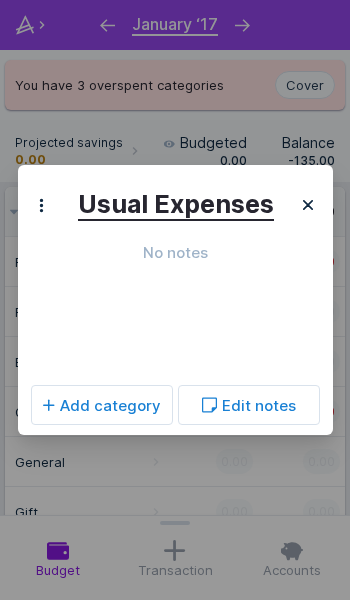 January '17
You have 3 overspent categories
Cover
Projected savings
0.00
Budgeted
0.00
Balance
-135.00
Usual Expenses
No notes
Add category
Edit notes
General
0.00
0.00
Gift
0.00
0.00
Budget
Transaction
Accounts